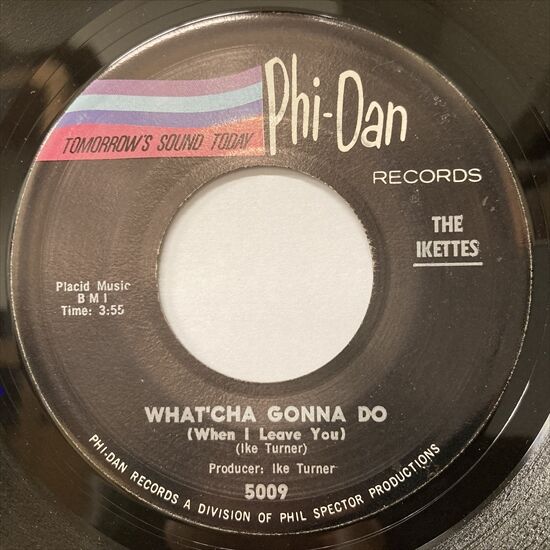 TOMORROW'S SOUND TODAY
Phi-Dan
RECORDS
THE
IKETTES
Placid Music
B M I
Time: 3:55
WHAT'CHA GONNA DO
(When I Leave You)
(Ike Turner)
Producer: Ike Turner
5009
PHI-DAN RECORDS A DIVISION OF PHIL SPECTOR PRODUCTIONS